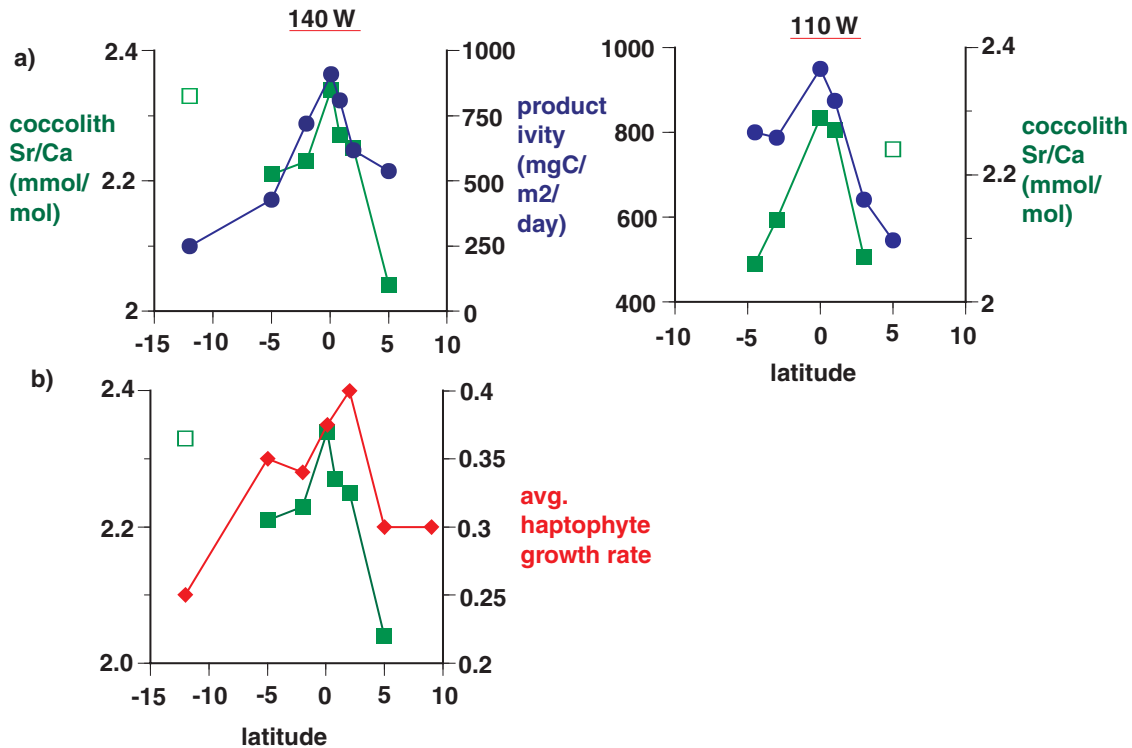 140 W
110 W
a)
2.4
2.2
2
coccolith
Sr/Ca
(mmol/
mol)
1000
750
500
250
0
product
ivity
(mgC/
m2/
day)
-15
-10
-5
0
5
10
1000
800
600
400
2.4
2.2
2
coccolith
Sr/Ca
(mmol/
mol)
-10
-5
0
5
10
latitude
b)
2.4
2.2
2.0
0.4
0.35
0.3
0.25
0.2
avg.
haptophyte
growth rate
-15
-10
-5
0
5
10
latitude